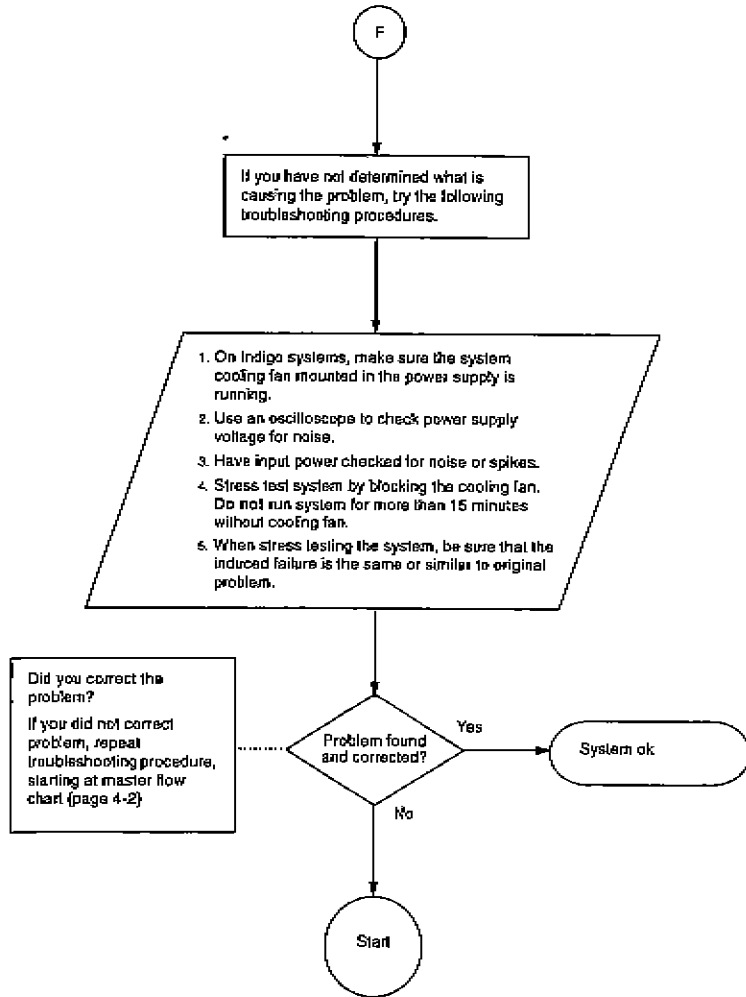 F
If you have not determined what is
causing the problem, try the following
troubleshooting procedures.
1. On Indigo systems, make sure the system
cooling fan mounted in the power supply is
running.
2. Use an oscilloscope to check power supply
voltage for noise.
3. Have input power checked for noise or spikes.
4. Stress test system by blocking the cooling fan.
Do not run system for more than 15 minutes
without cooling fan.
5. When stress testing the system, be sure that the
induced failure is the same or similar to original
problem.
Did you correct the
problem?
If you did not correct
problem, repeat
troubleshooting procedure,
starting at master flow
chart (page 4-2)
Problem found
and corrected?
Yes
System ok
No
Start